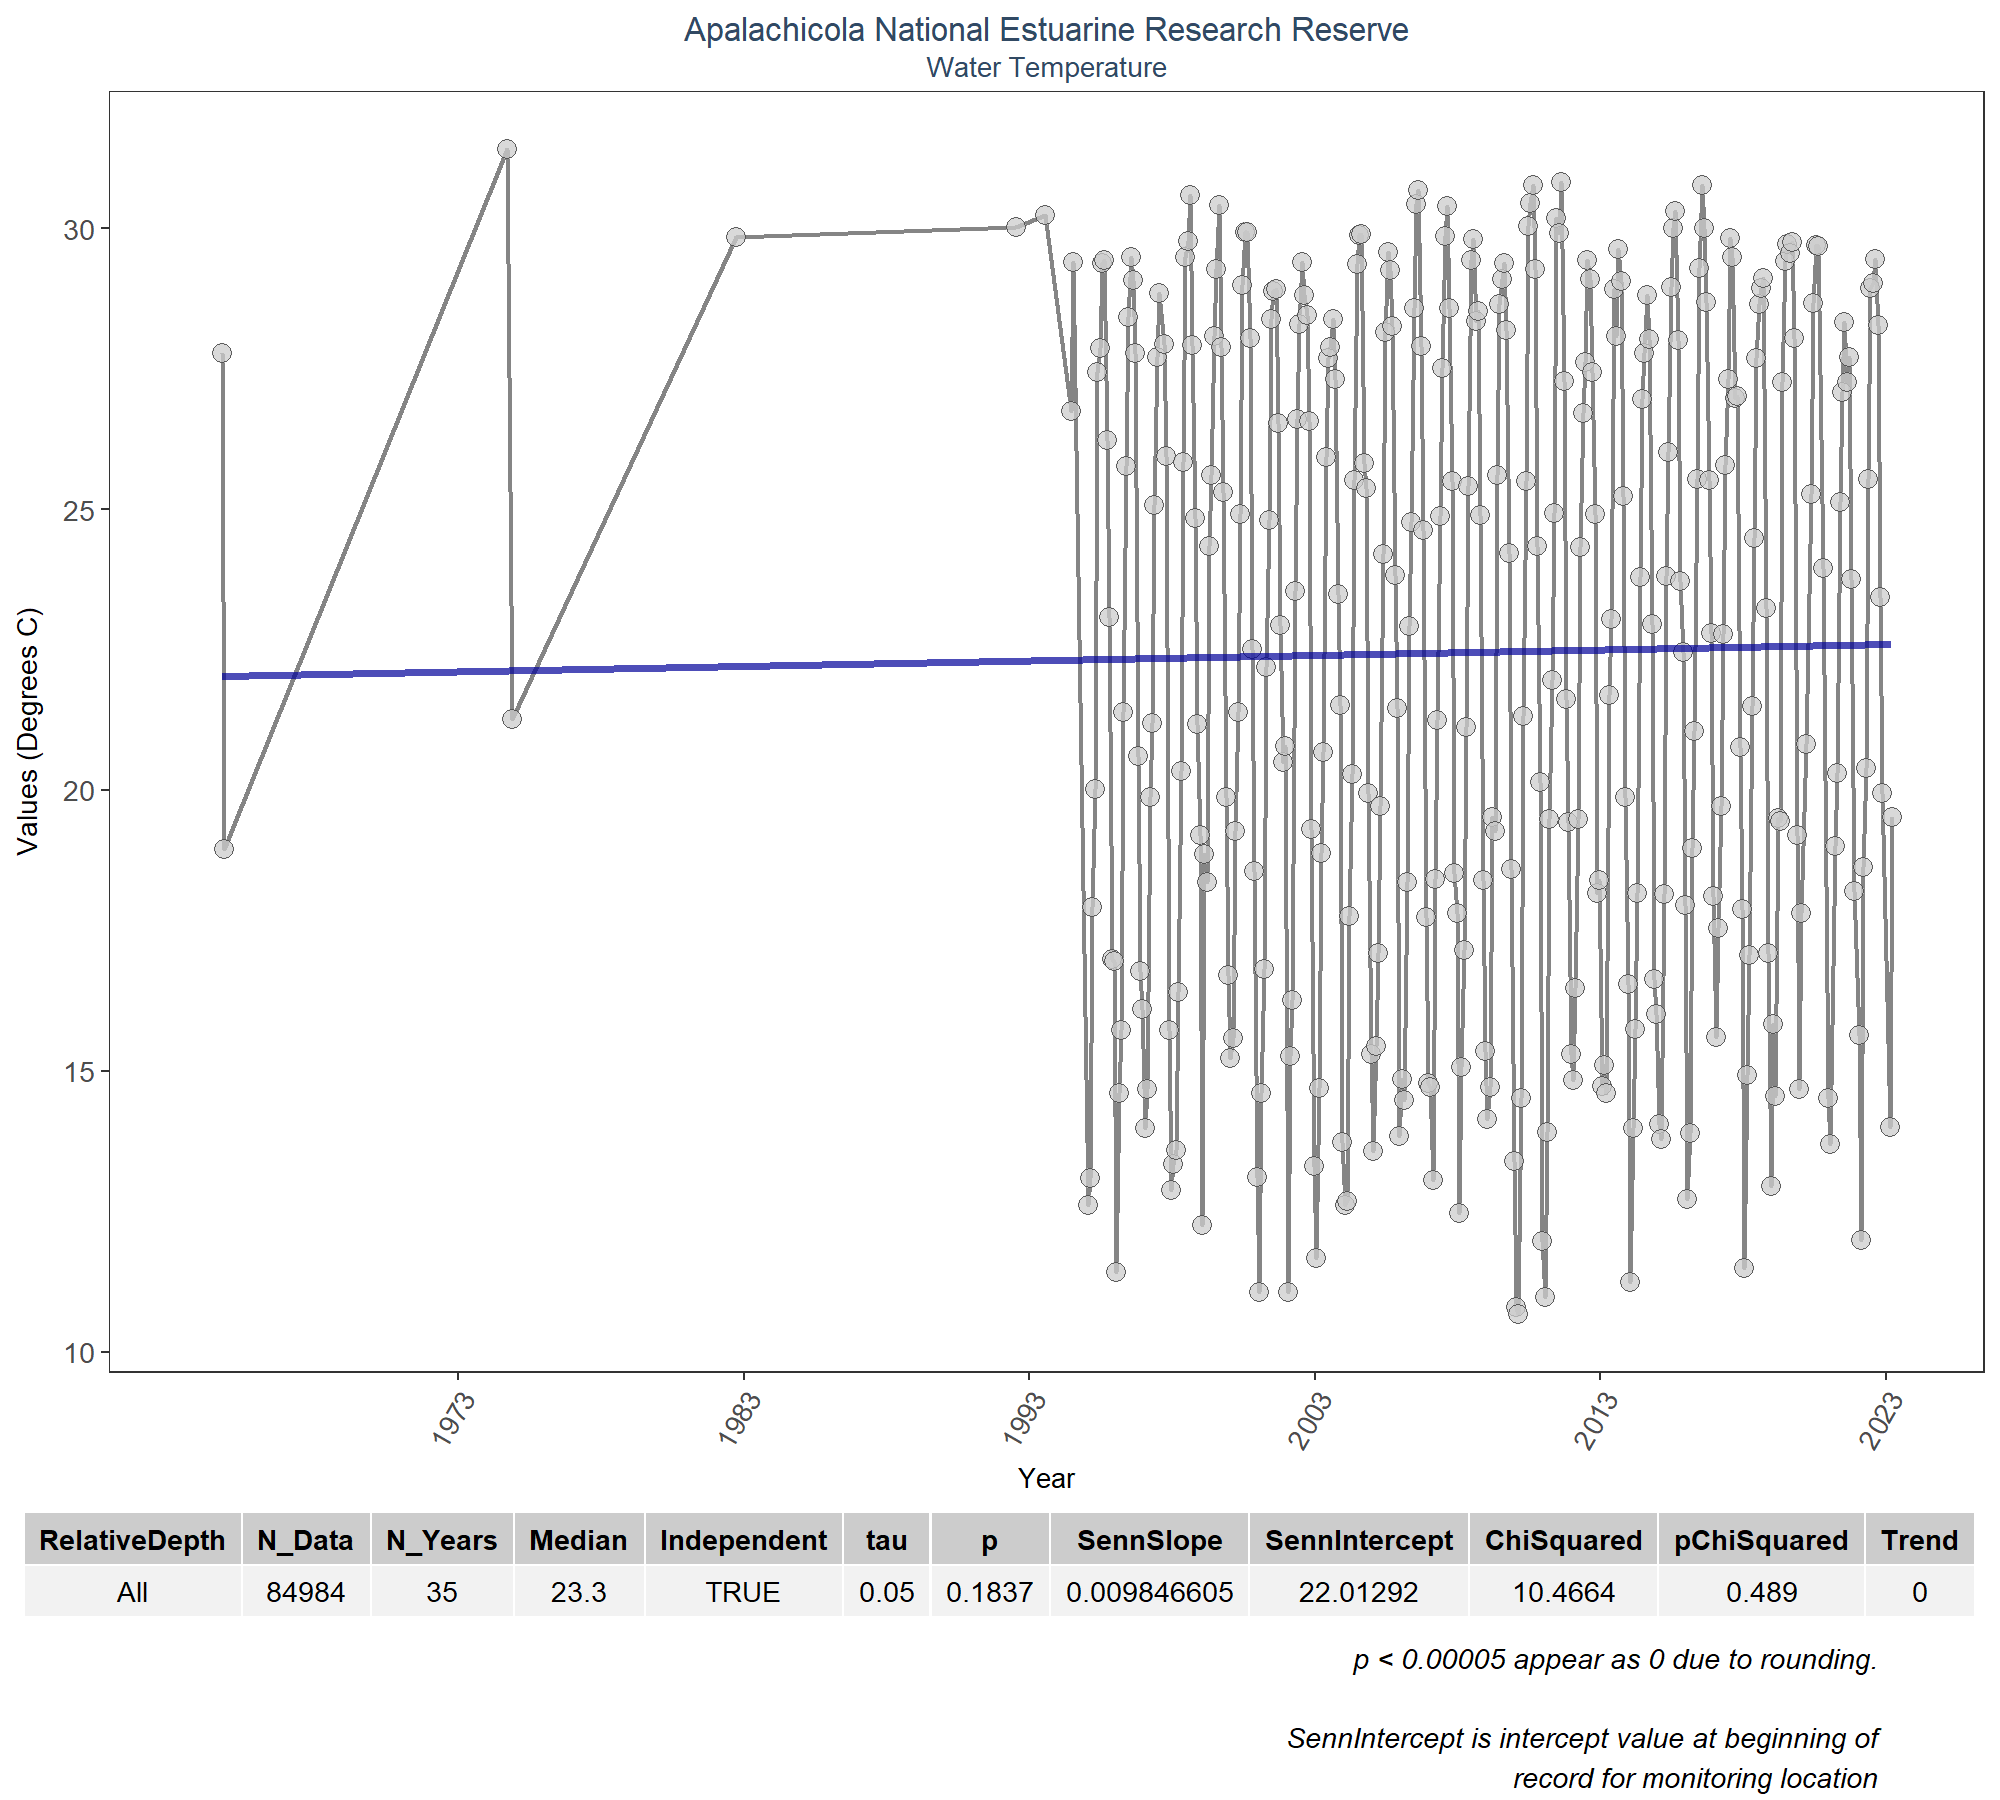 Apalachicola National Estuarine Research Reserve
Water Temperature
Values (Degrees C)
30
25
20
15
10
1973
1983
1993
2003
2013
2023
Year
RelativeDepth N_Data N_Years Median Independent tau p SennSlope SennIntercept ChiSquared pChiSquared Trend
All 84984 35 23.3 TRUE 0.05 0.1837 0.009846605 22.01292 10.4664 0.489 0
p < 0.00005 appear as 0 due to rounding.
SennIntercept is intercept value at beginning of
record for monitoring location